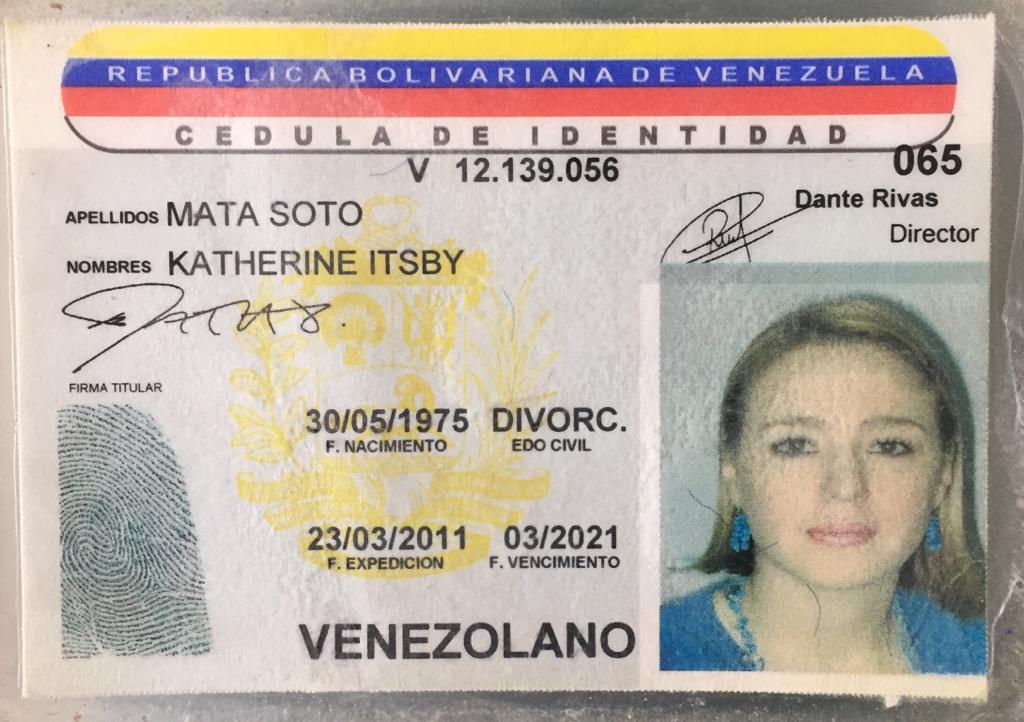 REPUBLICA BOLIVARIANA DE VENEZUELA
CEDULA DE IDENTIDAD
V 12.139.056
065
Dante Rivas
Director
APELLIDOS MATA SOTO
NOMBRES KATHERINE ITSBY
FIRMA TITULAR
30/05/1975 DIVORC.
F. NACIMIENTO EDO CIVIL
23/03/2011 03/2021
F. EXPEDICION F. VENCIMIENTO
VENEZOLANO